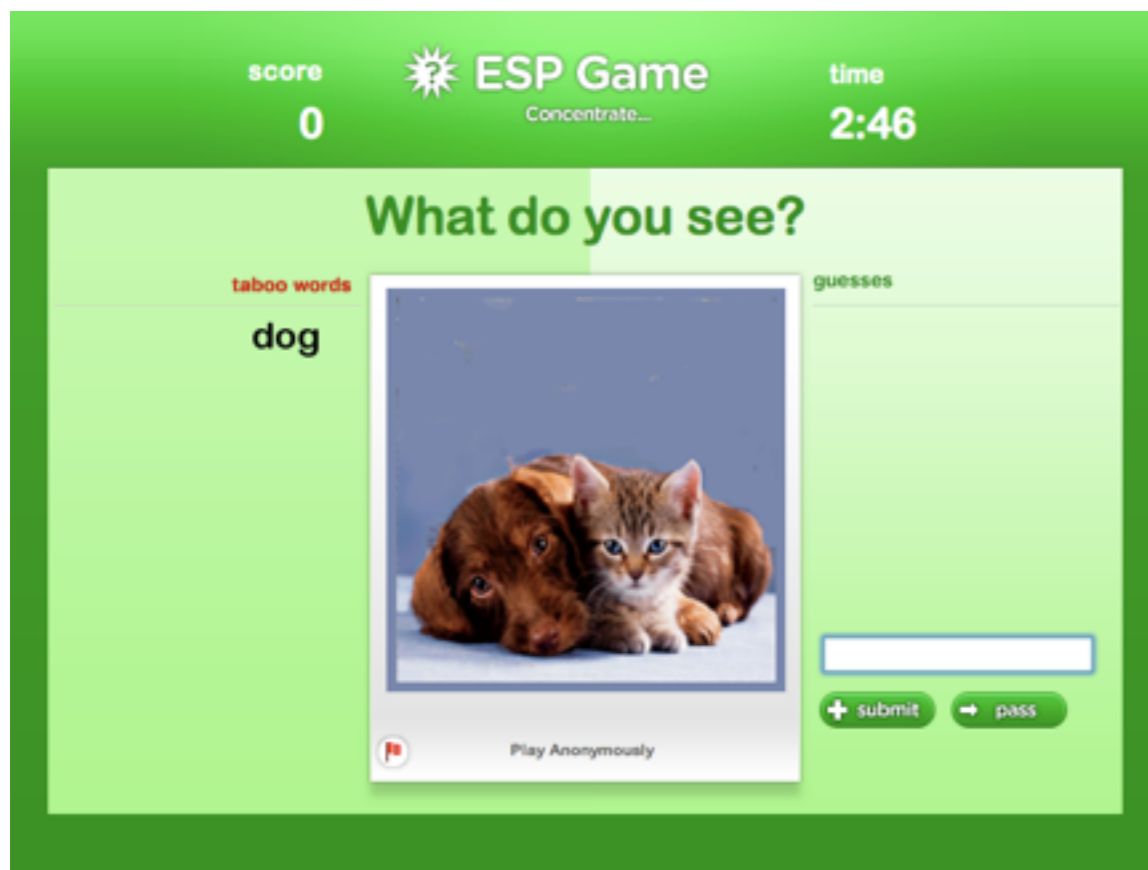 score
0
ESP Game
Concentrate...
time
2:46
What do you see?
taboo words
dog
guesses
submit
pass
Play Anonymously